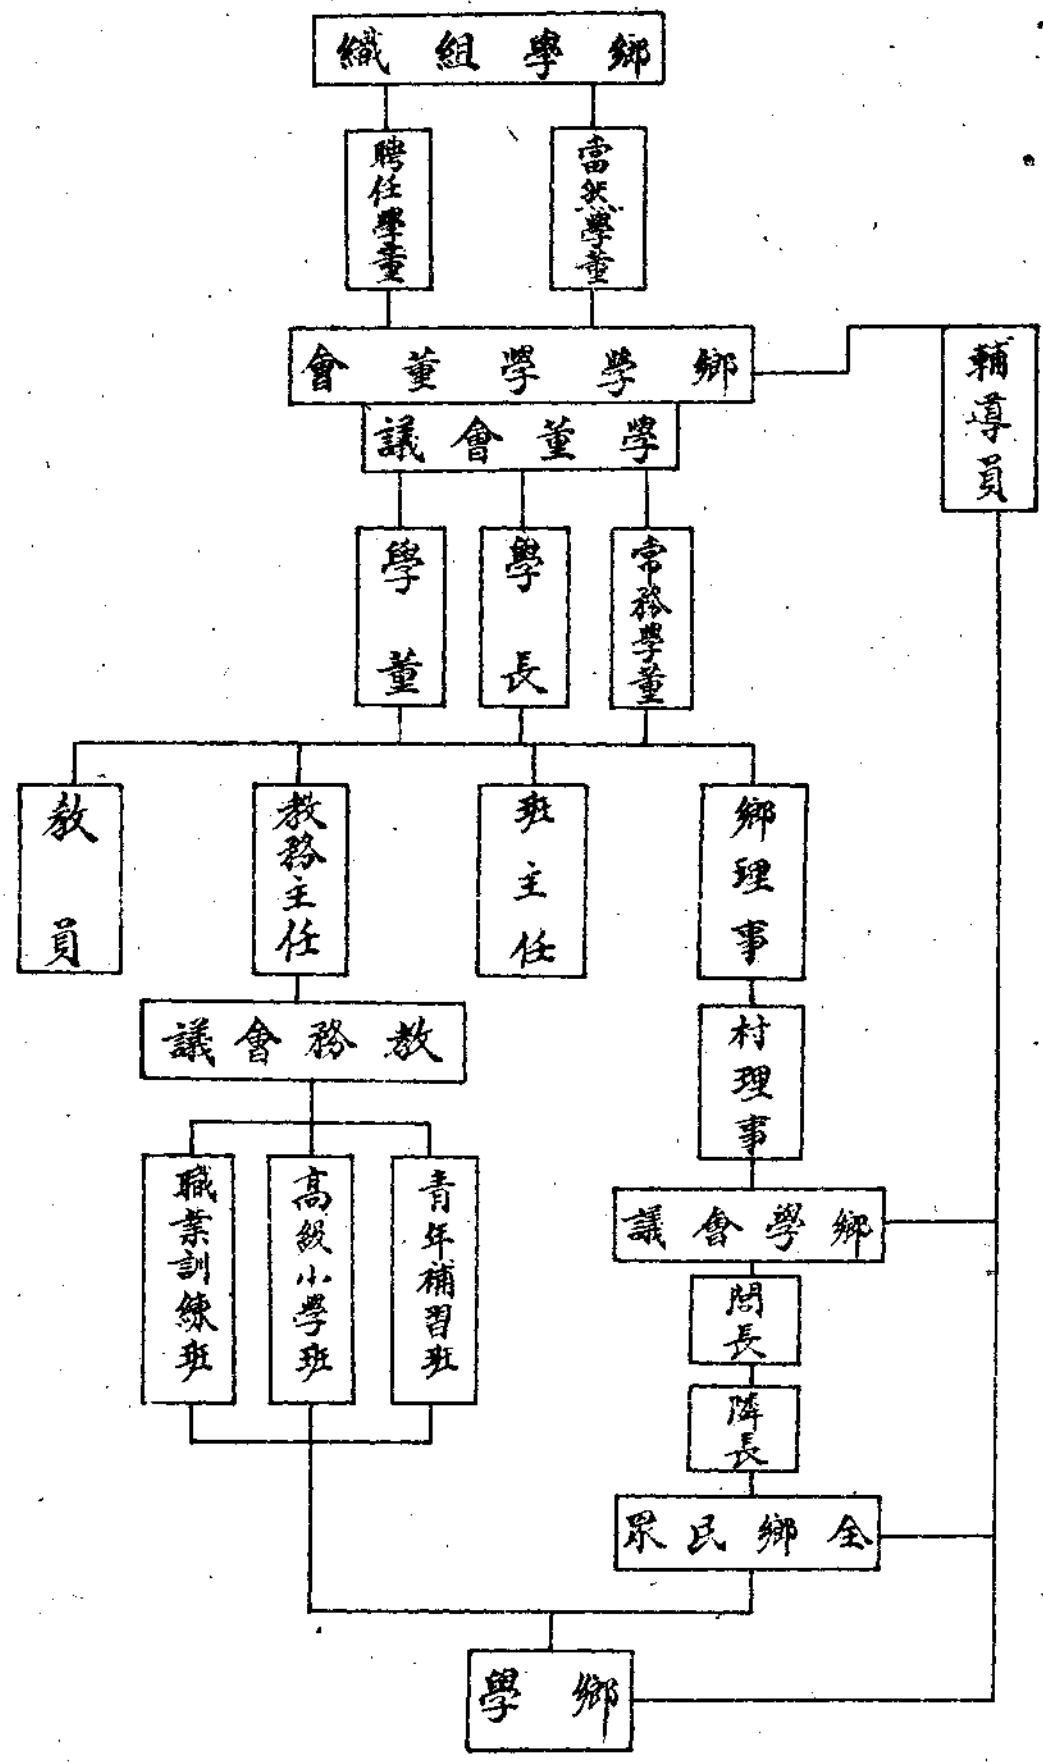 鄉學組織
當然學董
聘任學董
鄉學學董會
輔導員
學董會議
常務學董
學長
學董
鄉理事
班主任
教務主任
教員
村理事
教務會議
青年補習班
高級小學班
職業訓練班
鄉學會議
閭長
隣長
全鄉民眾
鄉學